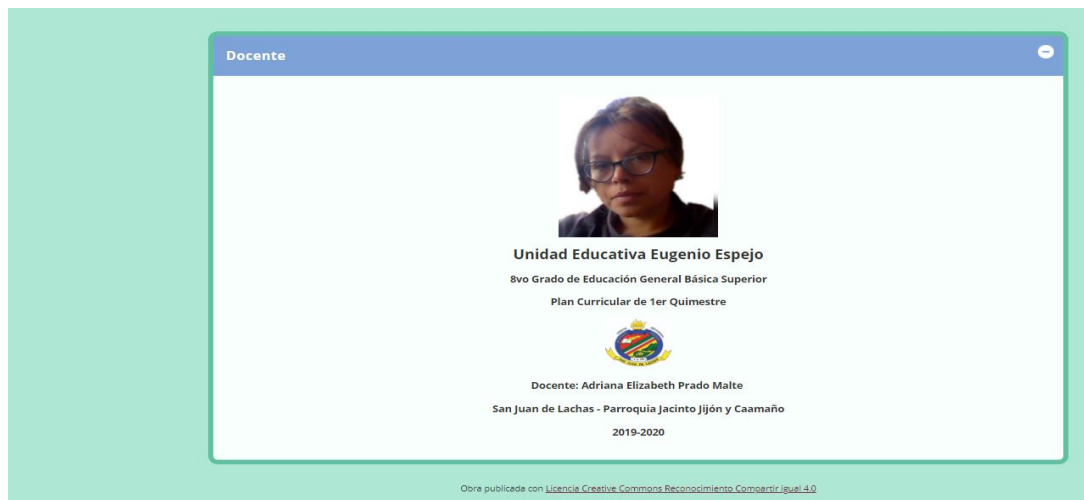 Docente
Unidad Educativa Eugenio Espejo
8vo Grado de Educación General Básica Superior
Plan Curricular de 1er Quimestre
Docente: Adriana Elizabeth Prado Malte
San Juan de Lachas - Parroquia Jacinto Jijón y Caamaño
2019-2020
Obra publicada con Licencia Creative Commons Reconocimiento Compartir igual 4.0